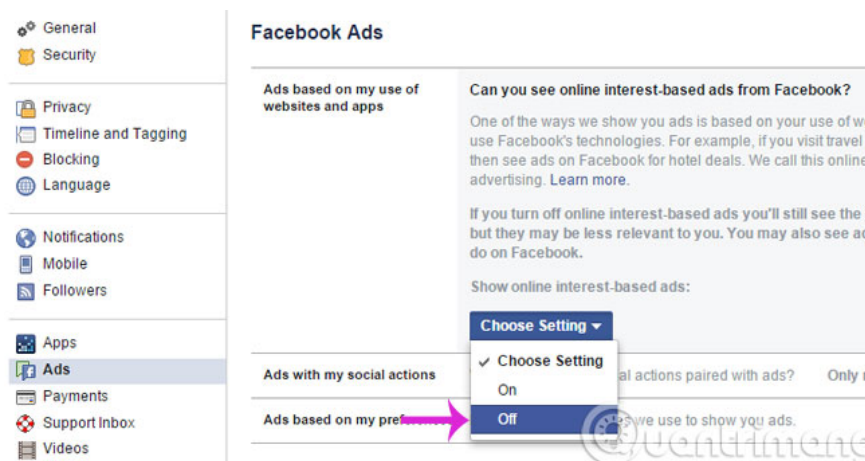 General
Security
Privacy
Timeline and Tagging
Blocking
Language
Notifications
Mobile
Followers
Apps
Ads
Payments
Support Inbox
Videos
Facebook Ads
Ads based on my use of
websites and apps
Can you see online interest-based ads from Facebook?
One of the ways we show you ads is based on your use of
use Facebook's technologies. For example, if you visit travel
then see ads on Facebook for hotel deals. We call this online
advertising. Learn more.
If you turn off online interest-based ads you'll still see the
but they may be less relevant to you. You may also see
do on Facebook.
Show online interest-based ads:
Choose Setting
Choose Setting
On
Off
Ads with my social actions
actions paired with ads? Only
Ads based on my
we use to show you ads.
Quantrimang